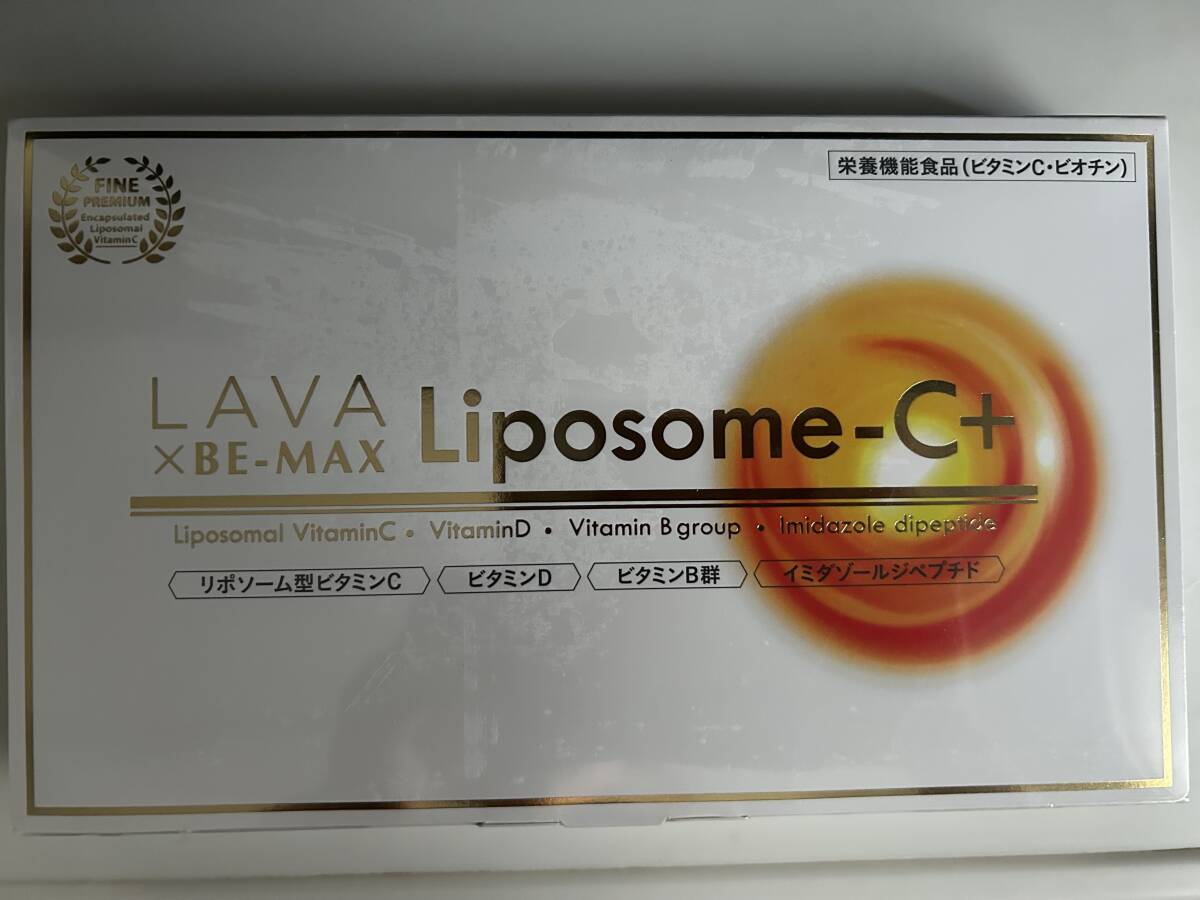 FINE
PREMIUM
Encapsulated
Liposomal
Vitamin C
栄養機能食品(ビタミンC・ビオチン)
LAVA
×BE-MAX
Liposome-C+
Liposomal VitaminC • VitaminD • Vitamin B group • Imidazole dipeptide
リポソーム型ビタミンC ビタミンD ビタミンB群 イミダゾールジペプチド